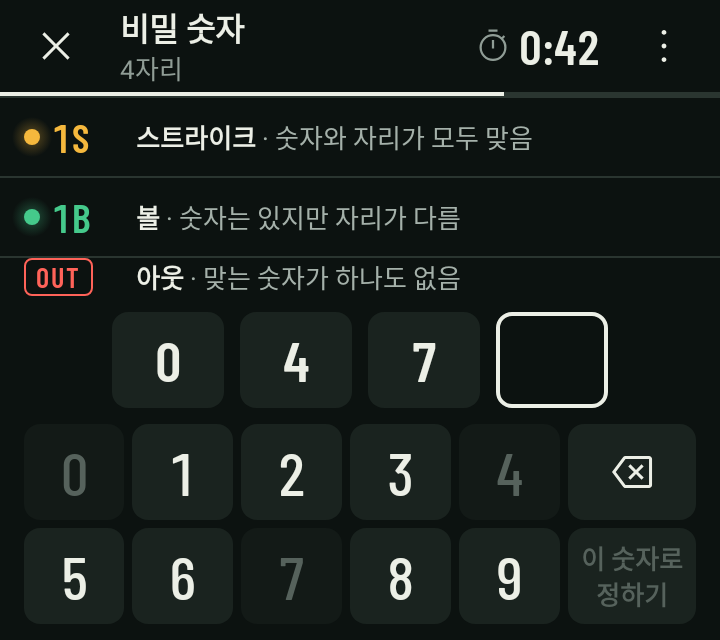 비밀 숫자
4자리
0:42
1S 스트라이크 · 숫자와 자리가 모두 맞음
1B 볼 · 숫자는 있지만 자리가 다름
OUT 아웃 · 맞는 숫자가 하나도 없음
0 4 7
0 1 2 3 4
5 6 7 8 9 이 숫자로
정하기